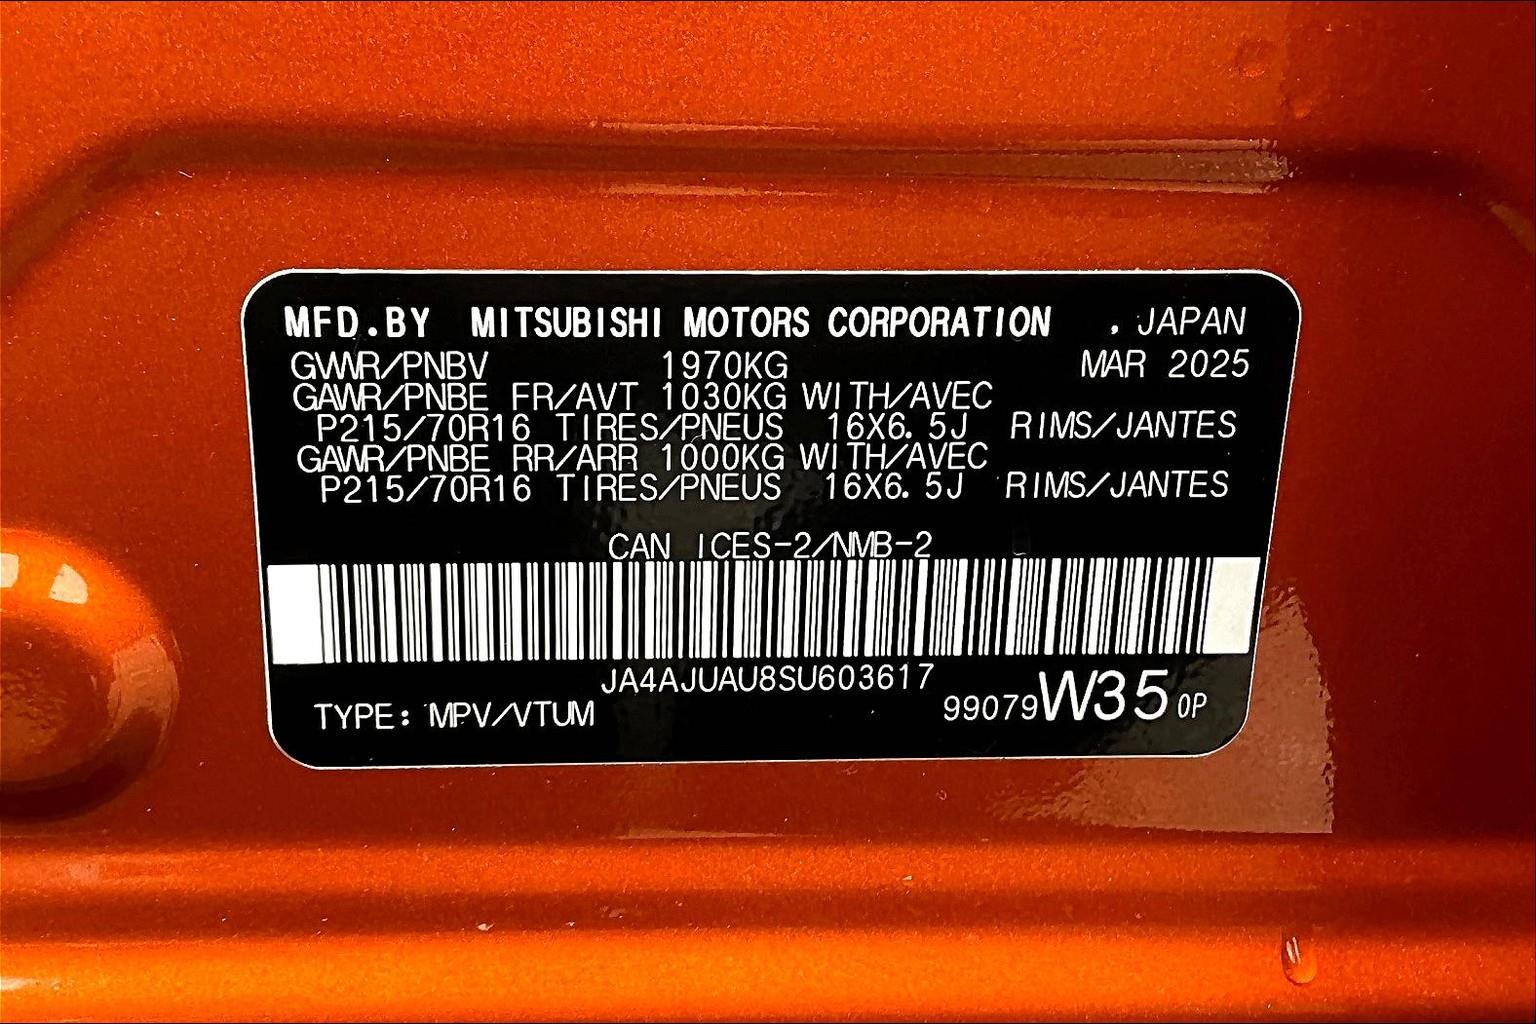 MFD.BY MITSUBISHI MOTORS CORPORATION . JAPAN
GVWR/PNBV 1970KG MAR 2025
GAWR/PNBE FR/AVT 1030KG WITH/AVEC
P215/70R16 TIRES/PNEUS 16X6.5J RIMS/JANTES
GAWR/PNBE RR/ARR 1000KG WITH/AVEC
P215/70R16 TIRES/PNEUS 16X6.5J RIMS/JANTES
CAN ICES-2/NMB-2
JA4AJUAU8SU603617
TYPE: MPV/VTUM 99079W35 0P